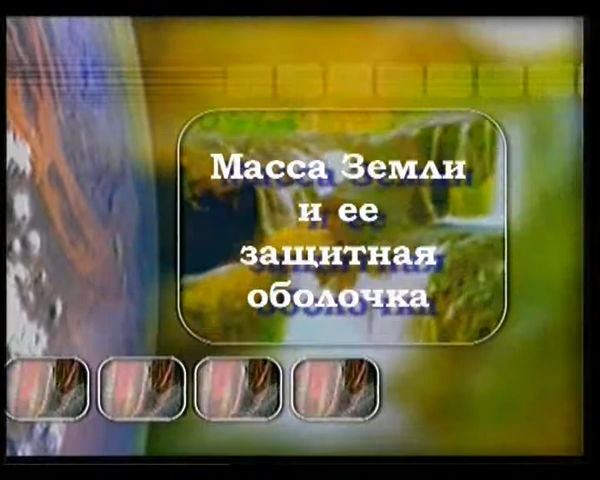 Масса Земли
и ее
защитная
оболочка